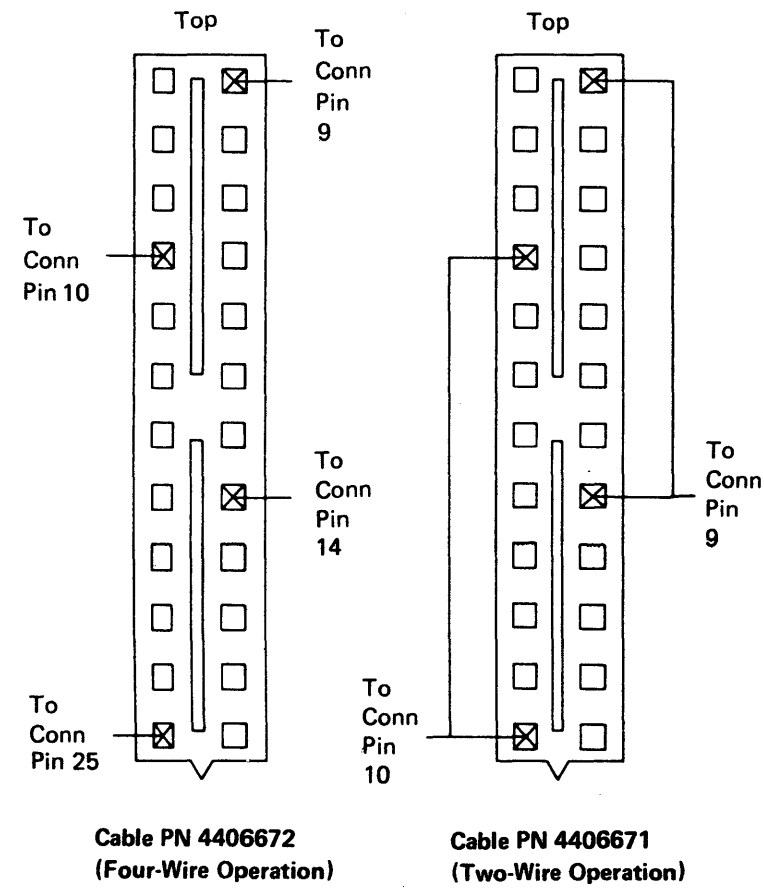 Top
To
Conn
Pin
9
To
Conn
Pin 10
To
Conn
Pin
14
To
Conn
Pin 25
Cable PN 4406672
(Four-Wire Operation)
Top
To
Conn
Pin
9
To
Conn
Pin
10
Cable PN 4406671
(Two-Wire Operation)